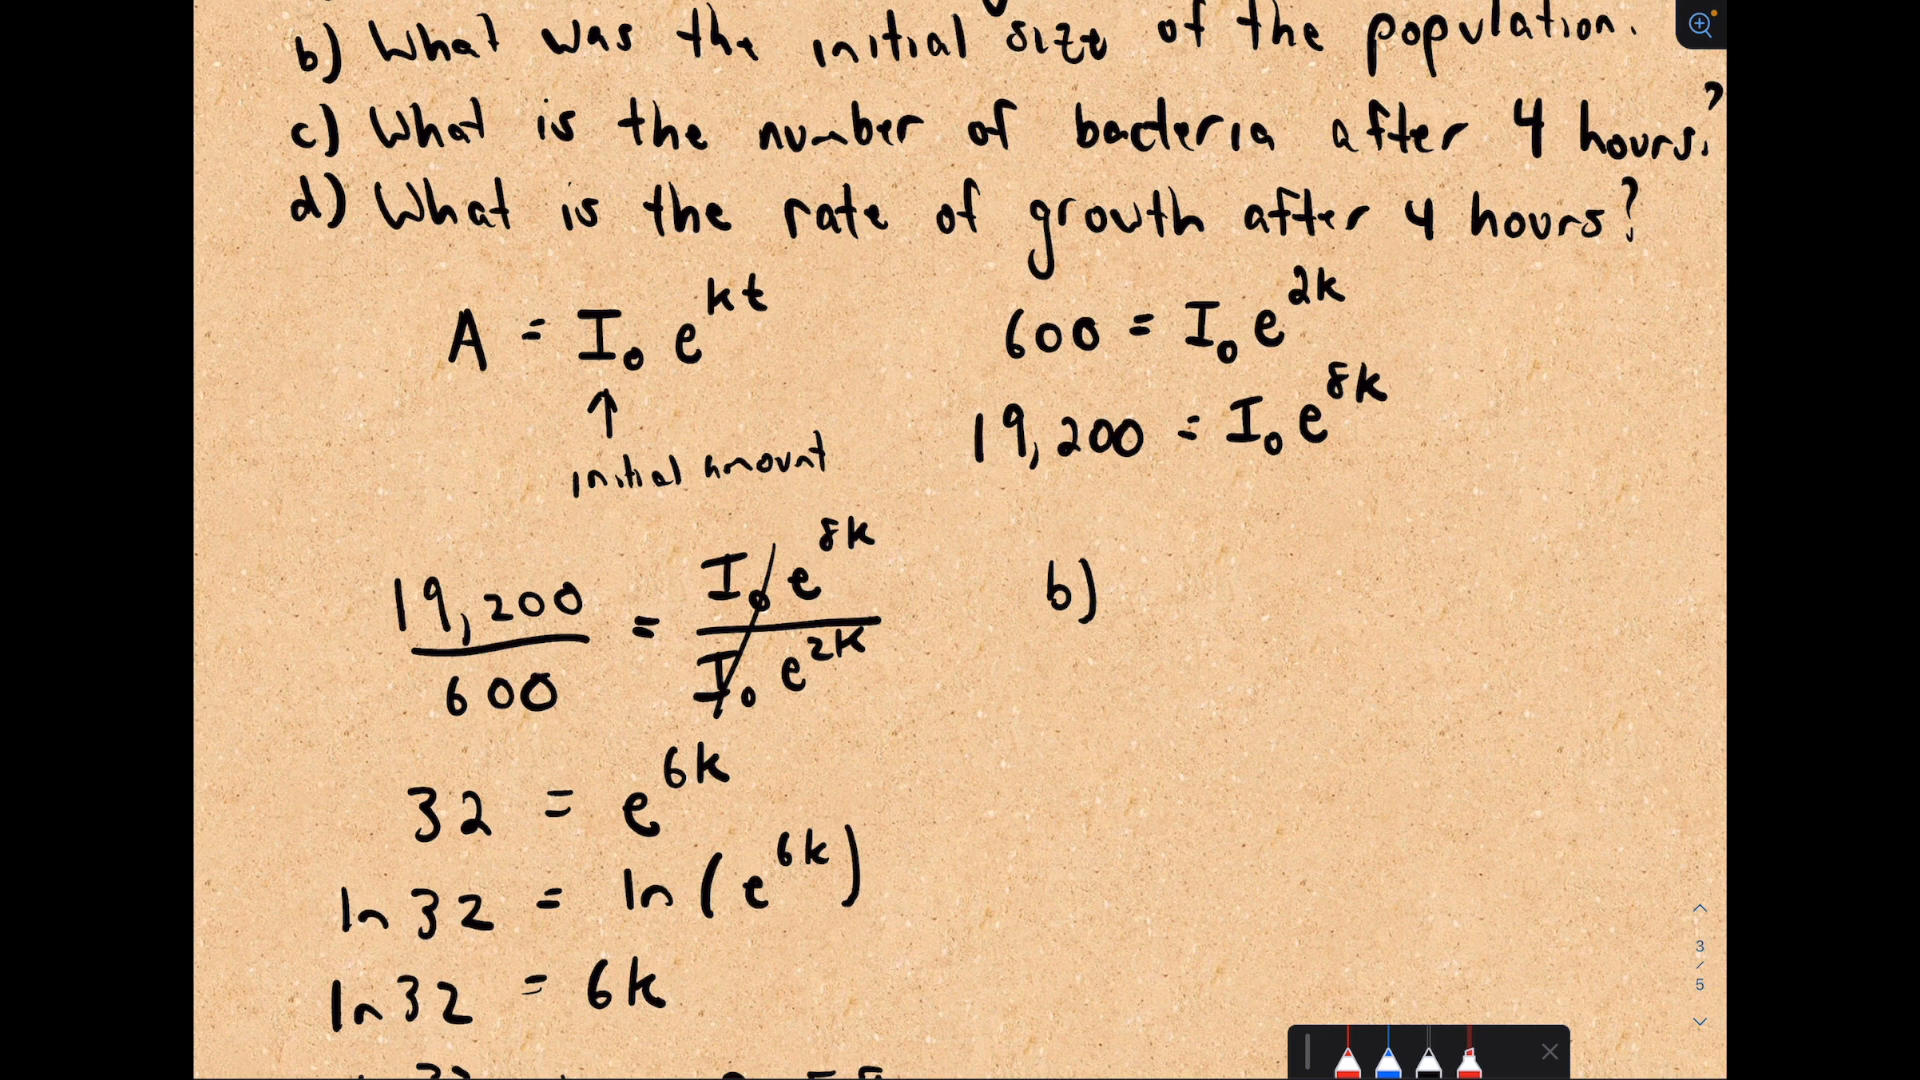 b) What was the initial size of the population.
c) What is the number of bacteria after 4 hours.?
d) What is the rate of growth after 4 hours?
A = I₀ e^kt
↑
initial amount
600 = I₀ e^2k
19,200 = I₀ e^8k
19,200/600 = I₀ e^8k / I₀ e^2k
32 = e^6k
ln 32 = ln (e^6k)
ln 32 = 6k
b)
3/5